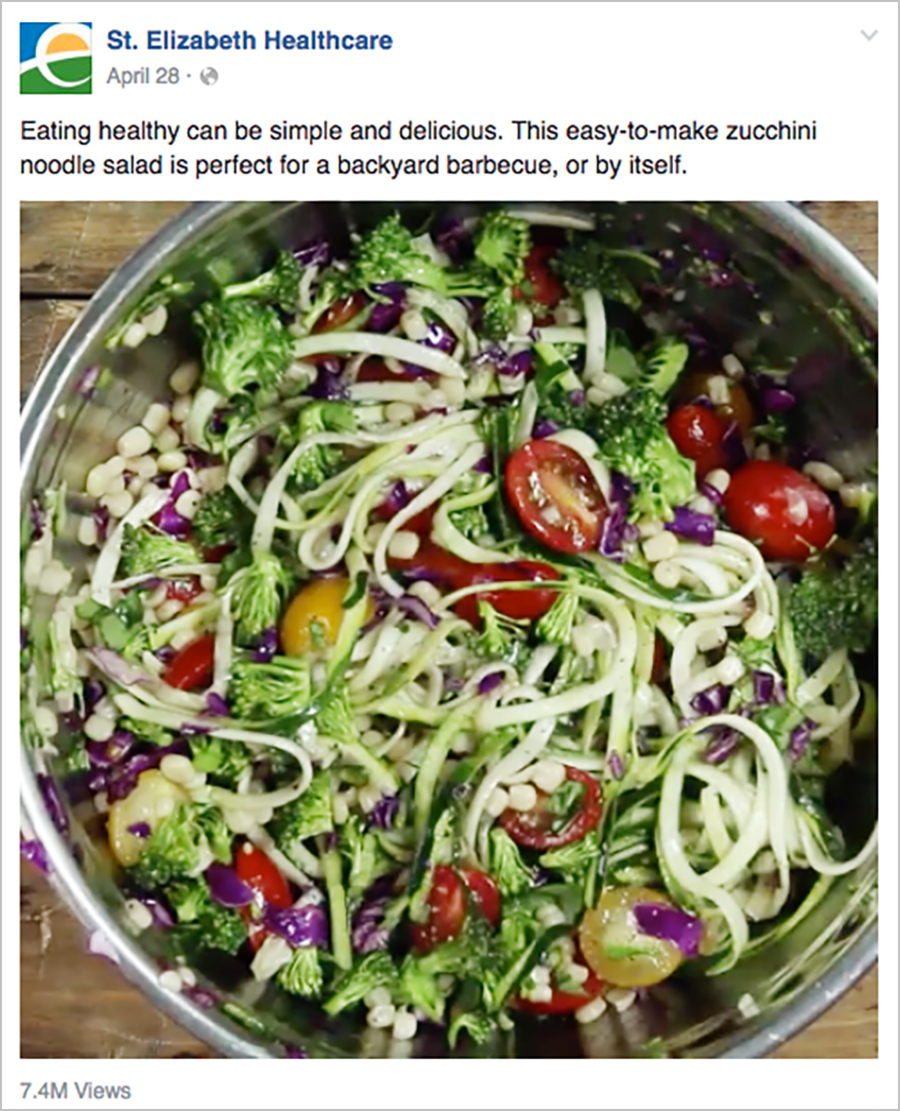 St. Elizabeth Healthcare
April 28 ·
Eating healthy can be simple and delicious. This easy-to-make zucchini
noodle salad is perfect for a backyard barbecue, or by itself.
7.4M Views